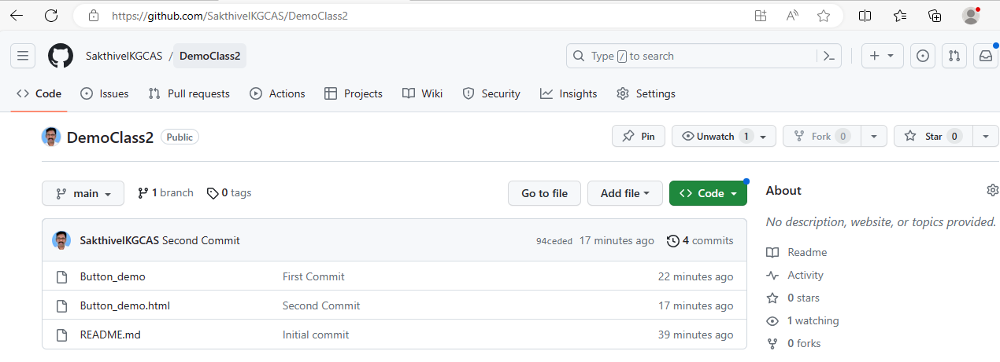 https://github.com/SakthivelKGCAS/DemoClass2
SakthivelKGCAS / DemoClass2 Type / to search
Code Issues Pull requests Actions Projects Wiki Security Insights Settings
DemoClass2 Public Pin Unwatch 1 Fork 0 Star 0
main 1 branch 0 tags Go to file Add file Code
SakthivelKGCAS Second Commit 94ceded 17 minutes ago 4 commits
Button_demo First Commit 22 minutes ago
Button_demo.html Second Commit 17 minutes ago
README.md Initial commit 39 minutes ago
About
No description, website, or topics provided.
Readme
Activity
0 stars
1 watching
0 forks